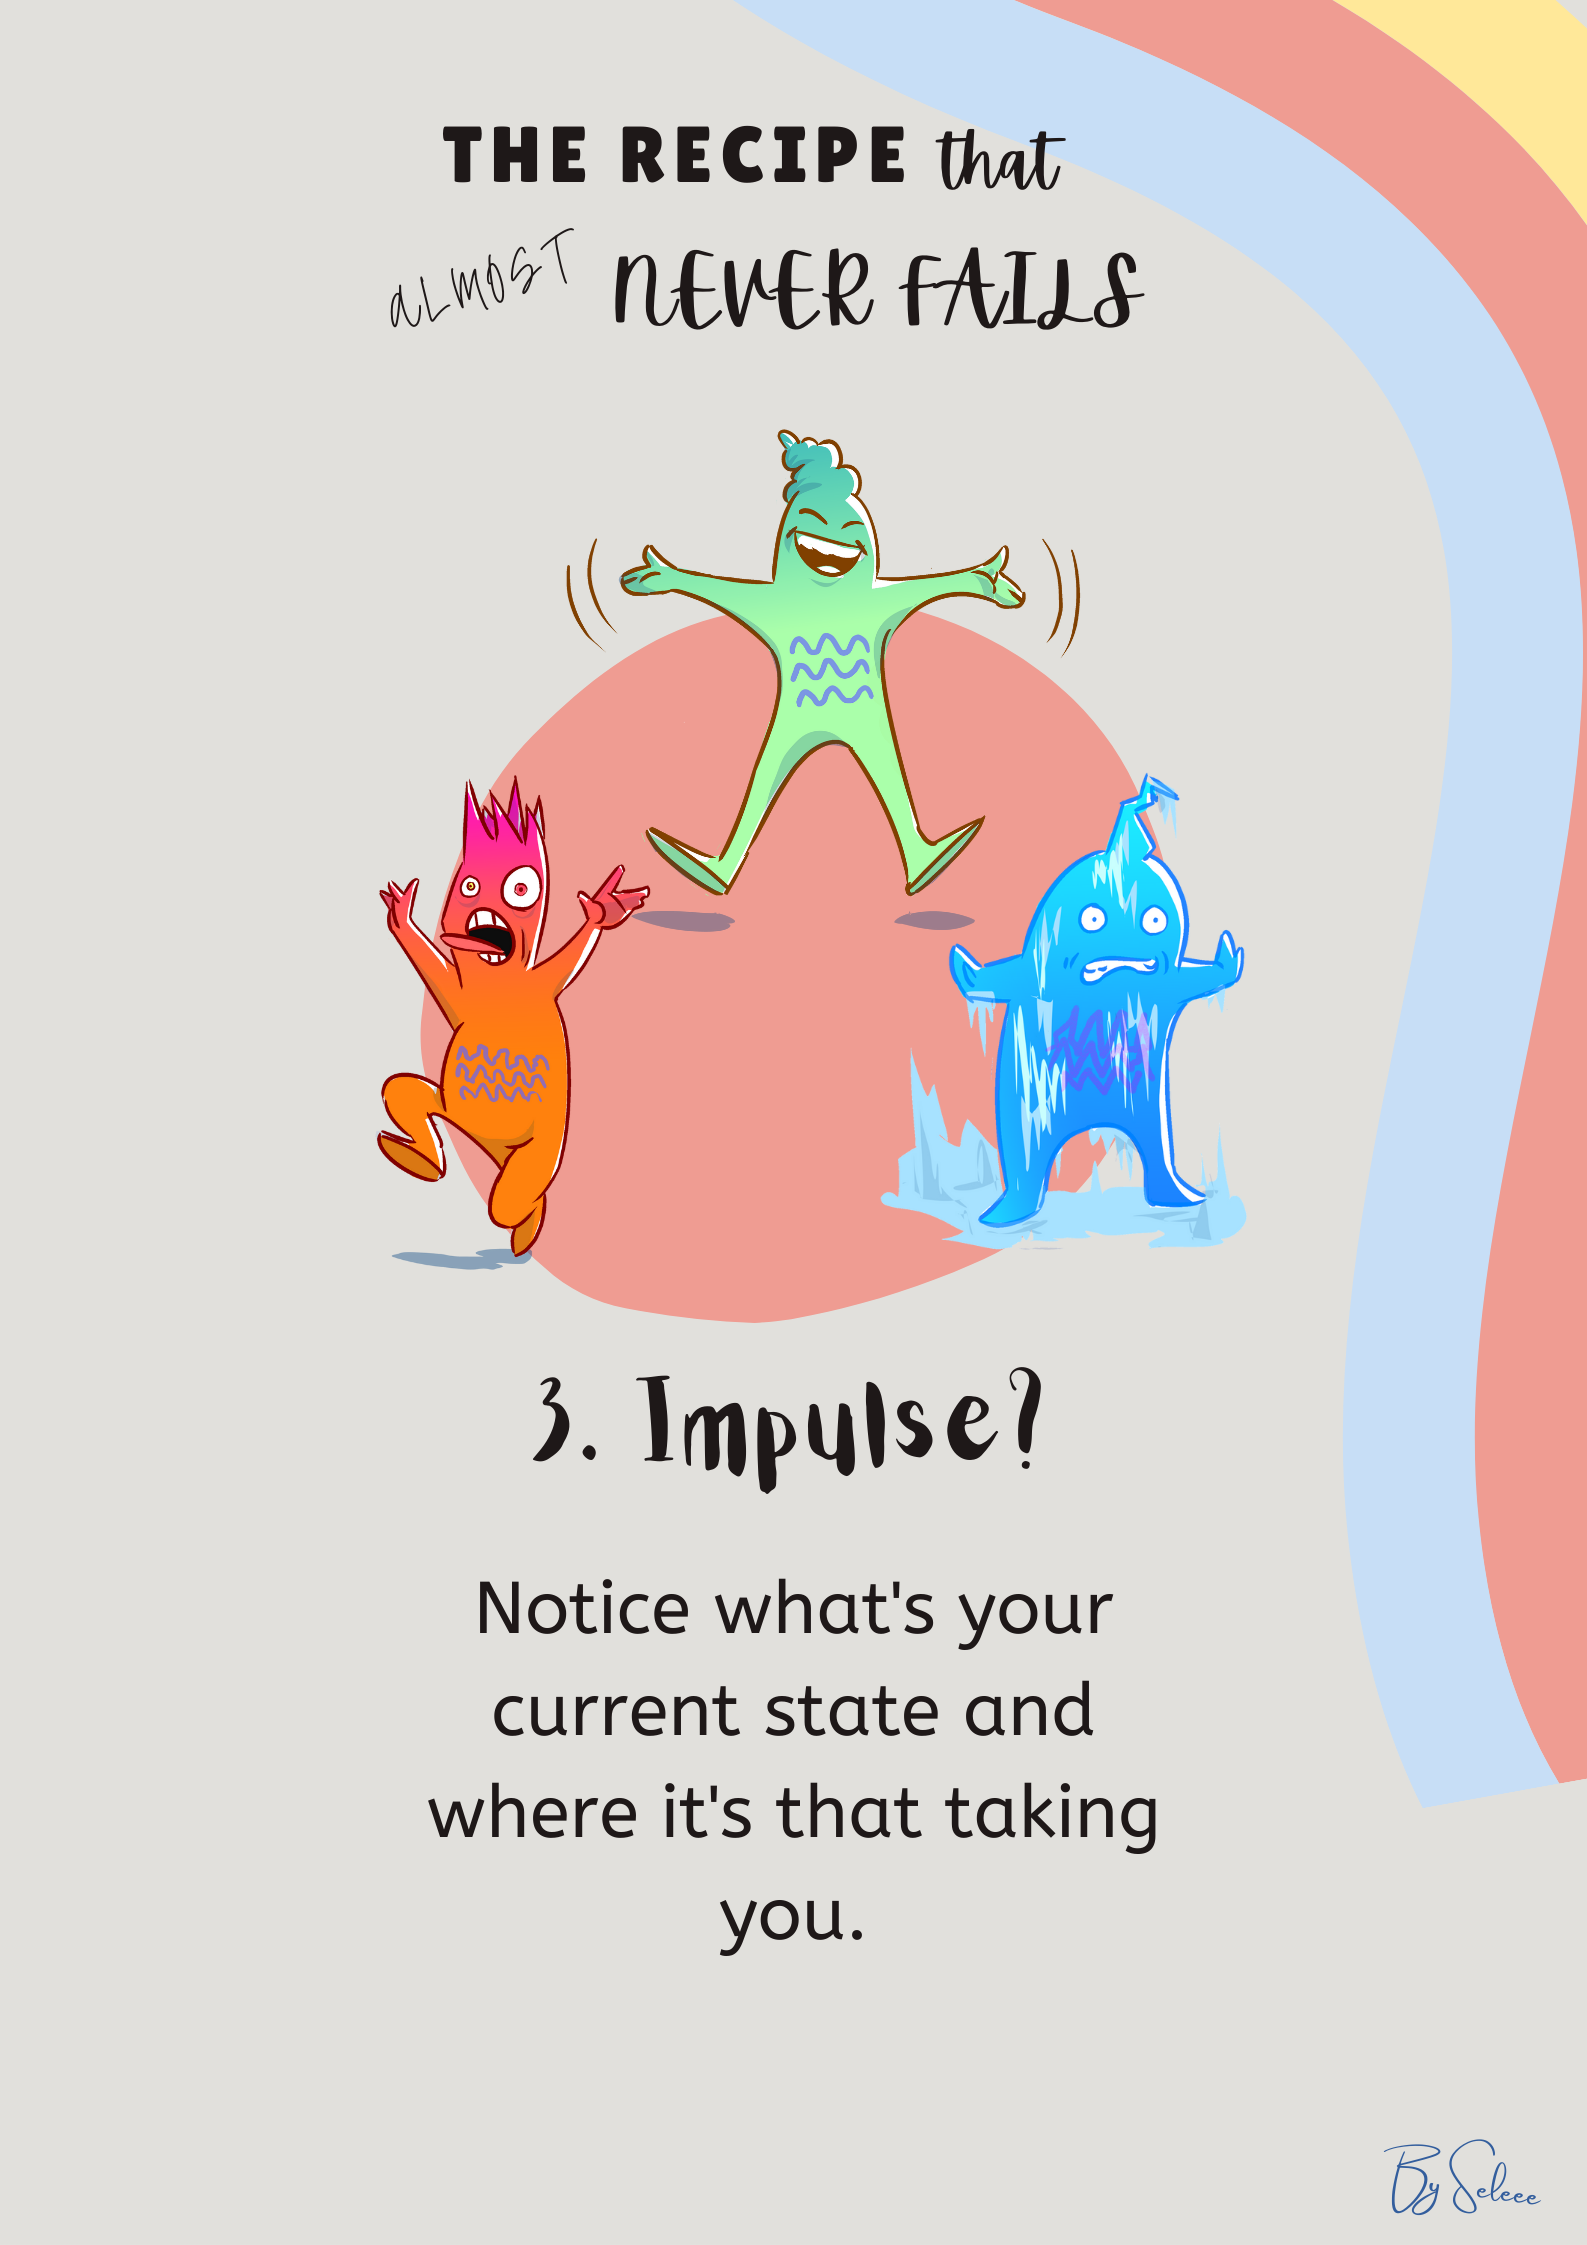 THE RECIPE that
ALMOST NEVER FAILS
3. Impulse?
Notice what's your
current state and
where it's that taking
you.
By Seleee